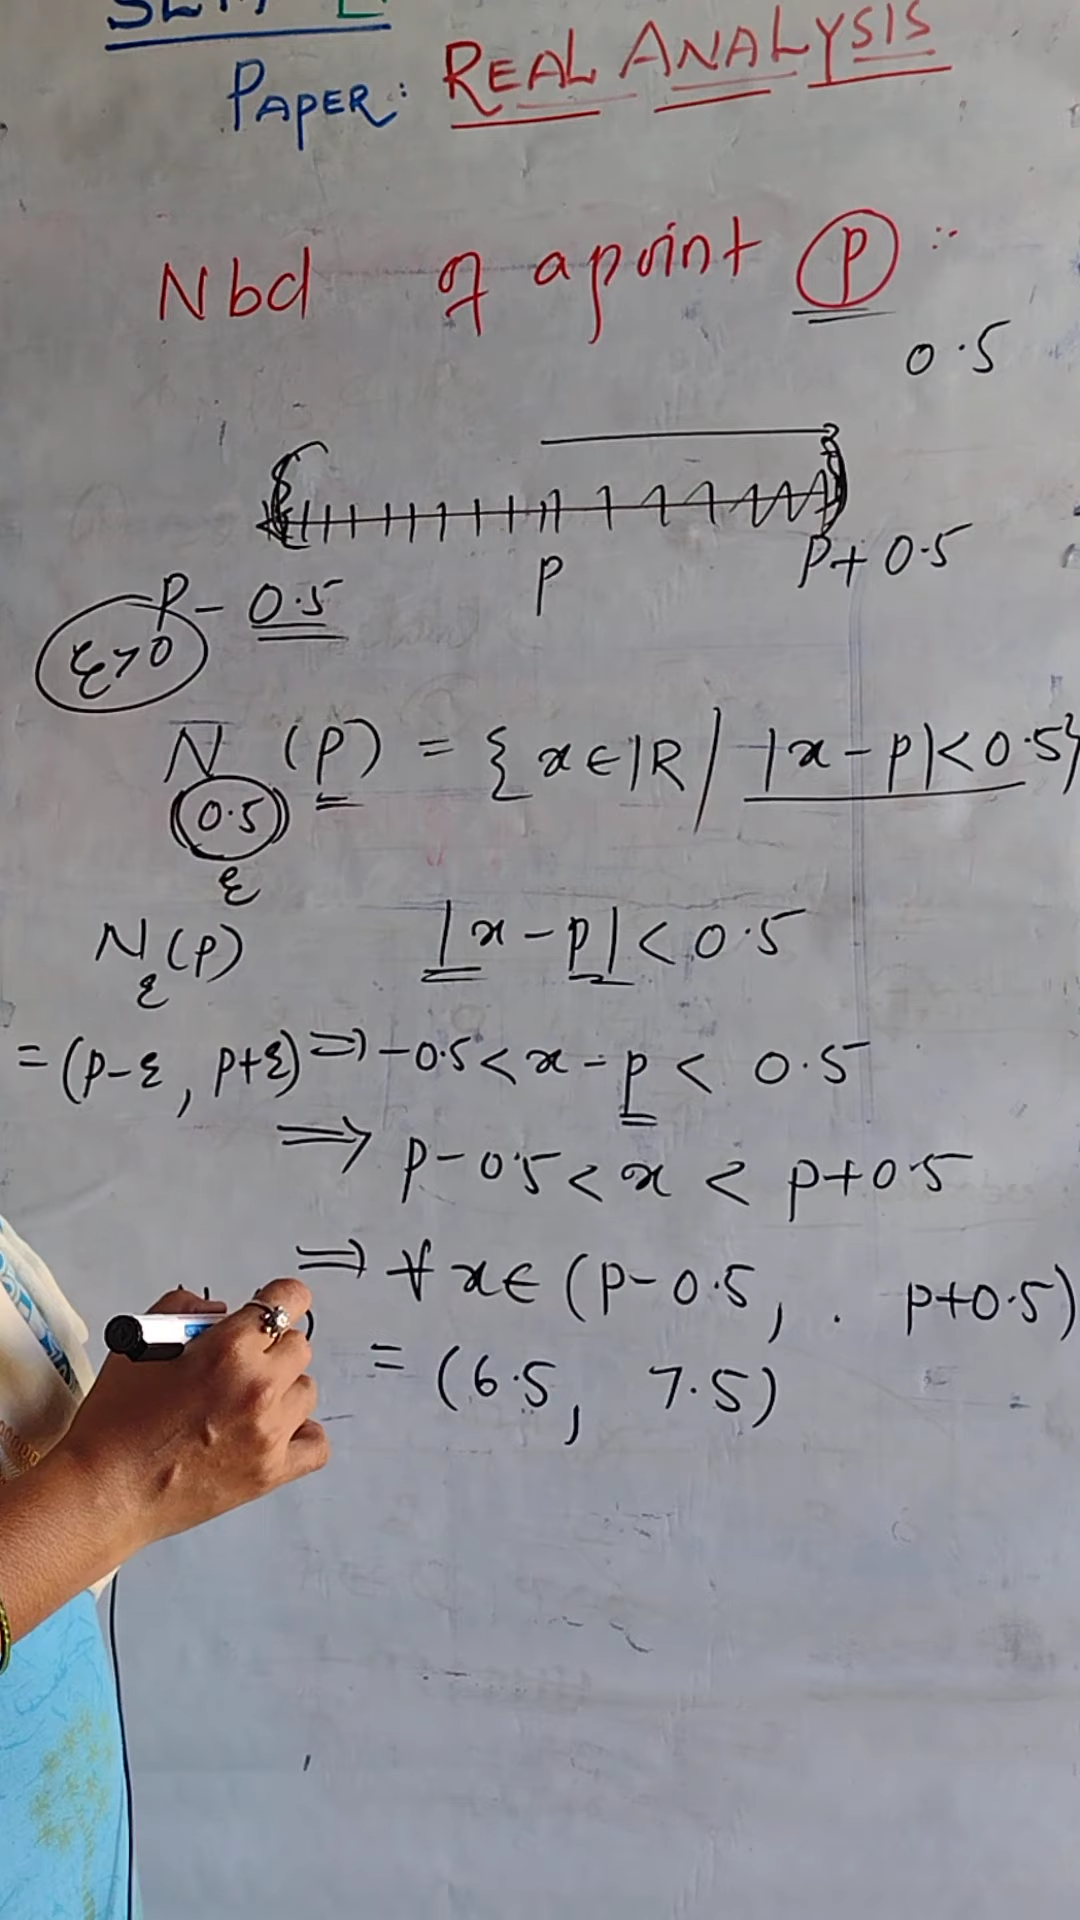 PAPER: REAL ANALYSIS
Nbd of a point p :-
0.5
p
p+0.5
p-0.5
ε>0
N (p) = {x∈ℝ / |x-p|<0.5}
0.5
ε
N (p) |x-p|<0.5
ε
= (p-ε, p+ε) ⇒ -0.5<x-p< 0.5
⇒ p-0.5<x< p+0.5
⇒ ∀ x∈ (p-0.5, . p+0.5)
= (6.5, 7.5)